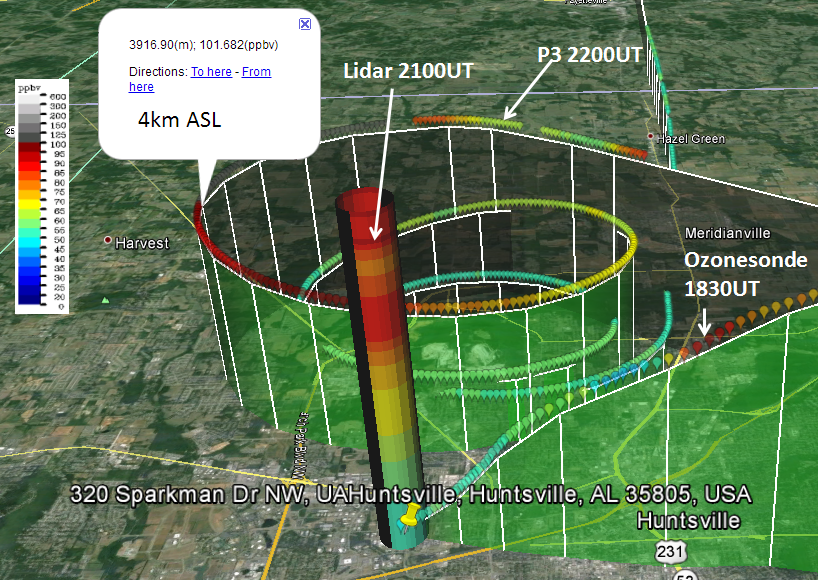 3916.90(m); 101.682(ppbv)
Directions: To here - From
here
4km ASL
Lidar 2100UT
P3 2200UT
Hazel Green
ppbv
600
300
200
150
125
100
95
90
85
80
75
70
65
60
55
50
45
40
35
30
25
20
0
25
Harvest
Meridianville
Ozonesonde
1830UT
320 Sparkman Dr NW, UAHuntsville, Huntsville, AL 35805, USA
Huntsville
231